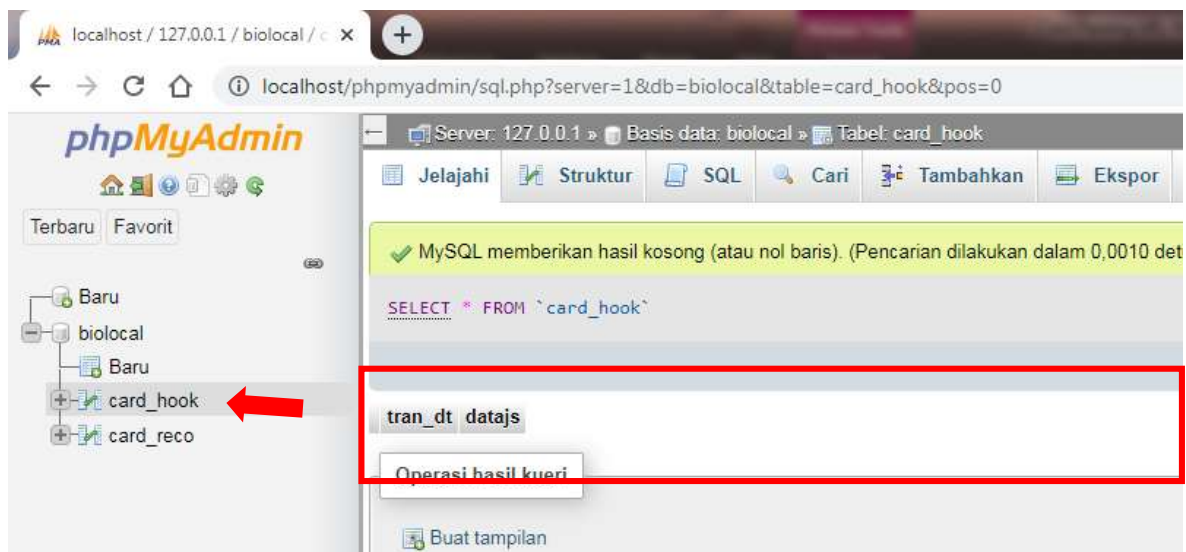 localhost / 127.0.0.1 / biolocal /
localhost/phpmyadmin/sql.php?server=1&db=biolocal&table=card_hook&pos=0
phpMyAdmin
Terbaru Favorit
Baru
biolocal
Baru
card_hook
card_reco
Server: 127.0.0.1 » Basis data: biolocal » Tabel: card_hook
Jelajahi Struktur SQL Cari Tambahkan Ekspor
MySQL memberikan hasil kosong (atau nol baris). (Pencarian dilakukan dalam 0,0010 det
SELECT * FROM `card_hook`
tran_dt datajs
Operasi hasil kueri
Buat tampilan